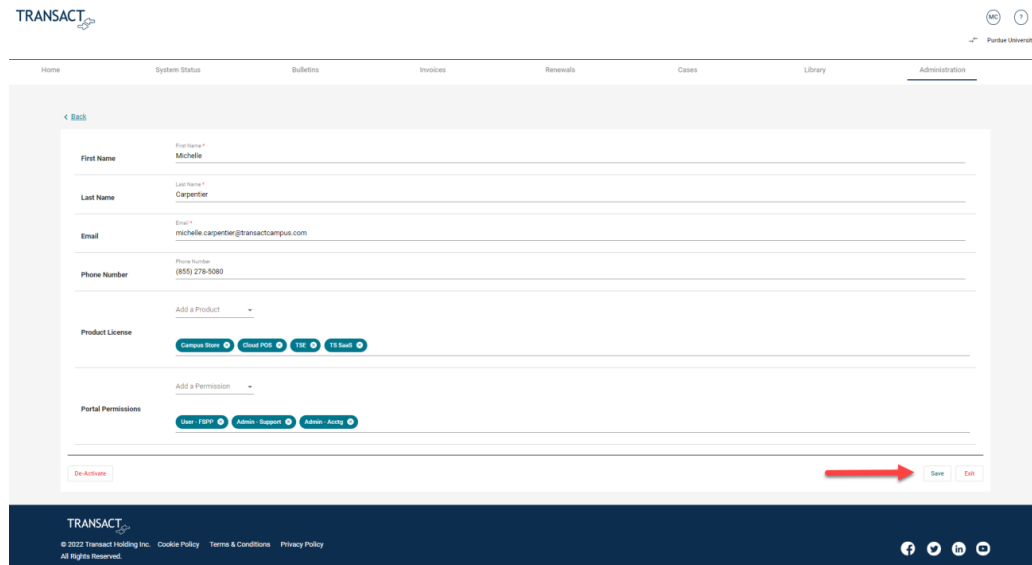 TRANSACT
MC ?
Purdue Universit
Home System Status Bulletins Invoices Renewals Cases Library Administration
< Back
First Name *
First Name Michelle
Last Name *
Last Name Carpentier
Email *
Email michelle.carpentier@transactcampus.com
Phone Number
Phone Number (855) 278-5080
Add a Product
Product License
Campus Store Cloud POS TSE TS SaaS
Add a Permission
Portal Permissions
User - FSPP Admin - Support Admin - Acctg
De-Activate Save Exit
TRANSACT
© 2022 Transact Holding Inc. Cookie Policy Terms & Conditions Privacy Policy
All Rights Reserved.